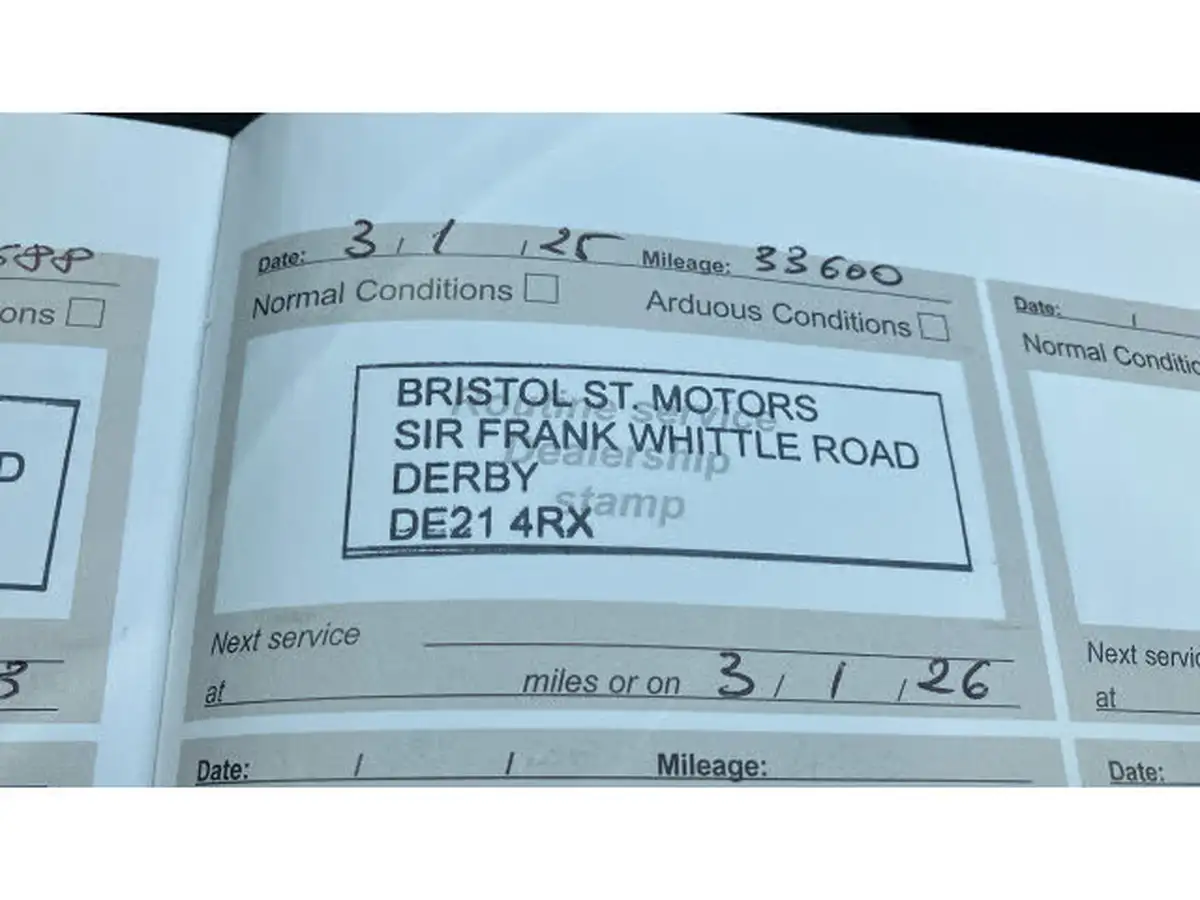 588
ons
D
3
Date: 3 / 1 / 25 Mileage: 33600
Normal Conditions Arduous Conditions
Routine service
Dealership
stamp
BRISTOL ST. MOTORS
SIR FRANK WHITTLE ROAD
DERBY
DE21 4RX
Next service
at miles or on 3 / 1 / 26
Date: / / Mileage:
Date: /
Normal Conditio
Next servic
at
Date: